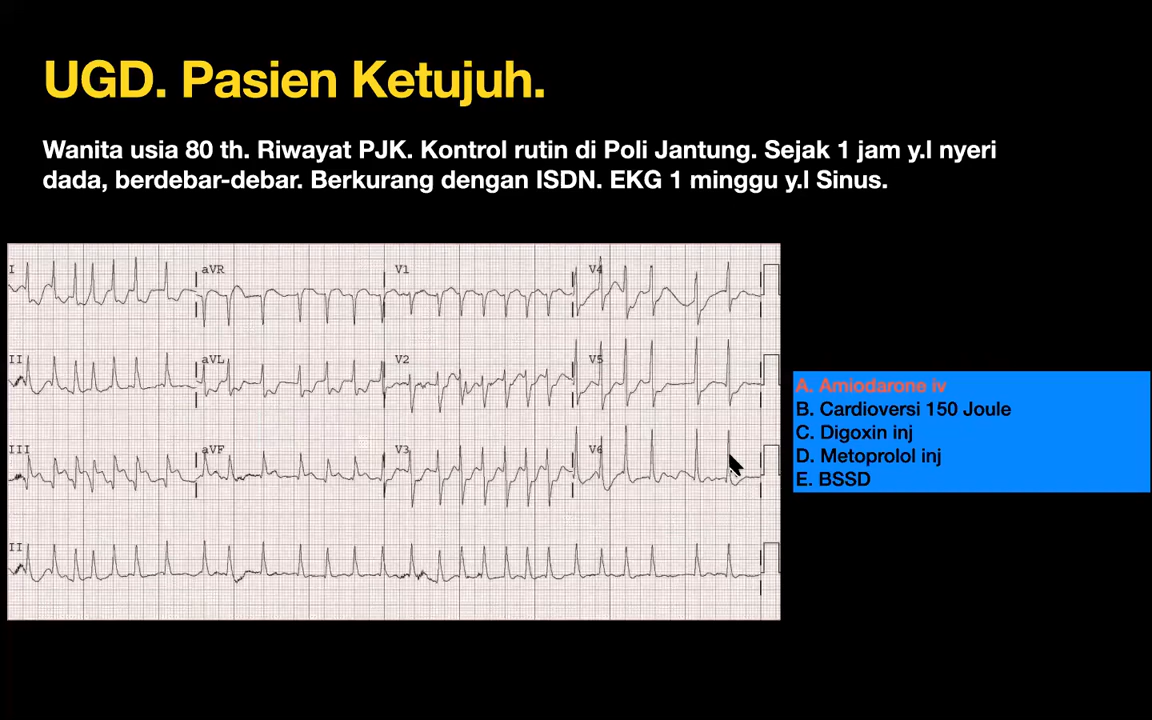 UGD. Pasien Ketujuh.
Wanita usia 80 th. Riwayat PJK. Kontrol rutin di Poli Jantung. Sejak 1 jam y.l nyeri
dada, berdebar-debar. Berkurang dengan ISDN. EKG 1 minggu y.l Sinus.
I aVR V1 V4
II aVL V2 V5
III aVF V3 V6
II
A. Amiodarone iv
B. Cardioversi 150 Joule
C. Digoxin inj
D. Metoprolol inj
E. BSSD